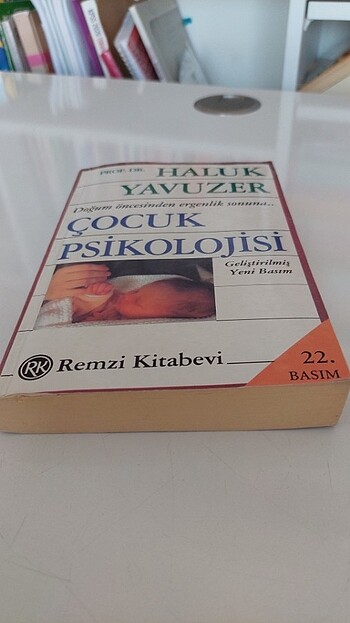 PROF. DR. HALUK
YAVUZER
Doğum öncesinden ergenlik sonuna..
ÇOCUK
PSİKOLOJİSİ
Geliştirilmiş
Yeni Basım
RK Remzi Kitabevi
22.
BASIM